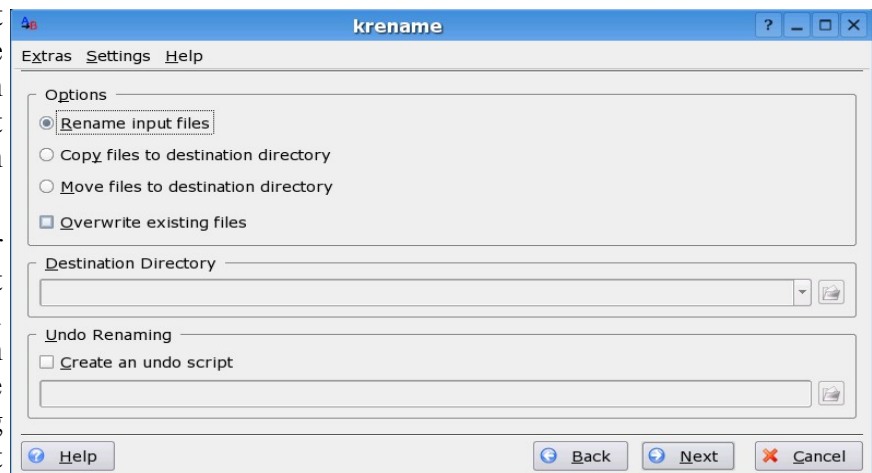 krename
Extras Settings Help
Options
Rename input files
Copy files to destination directory
Move files to destination directory
Overwrite existing files
Destination Directory
Undo Renaming
Create an undo script
Help Back Next Cancel